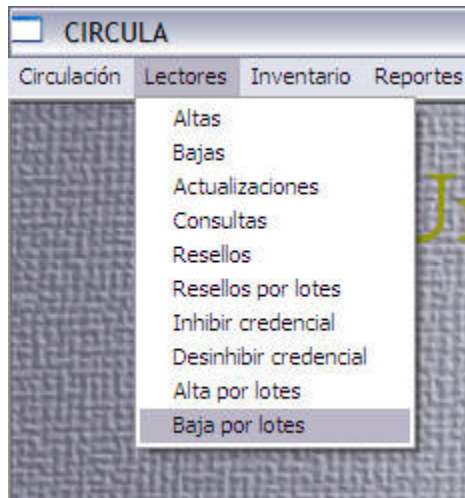 CIRCULA
Circulación Lectores Inventario Reportes
Altas
Bajas
Actualizaciones
Consultas
Resellos
Resellos por lotes
Inhibir credencial
Desinhibir credencial
Alta por lotes
Baja por lotes